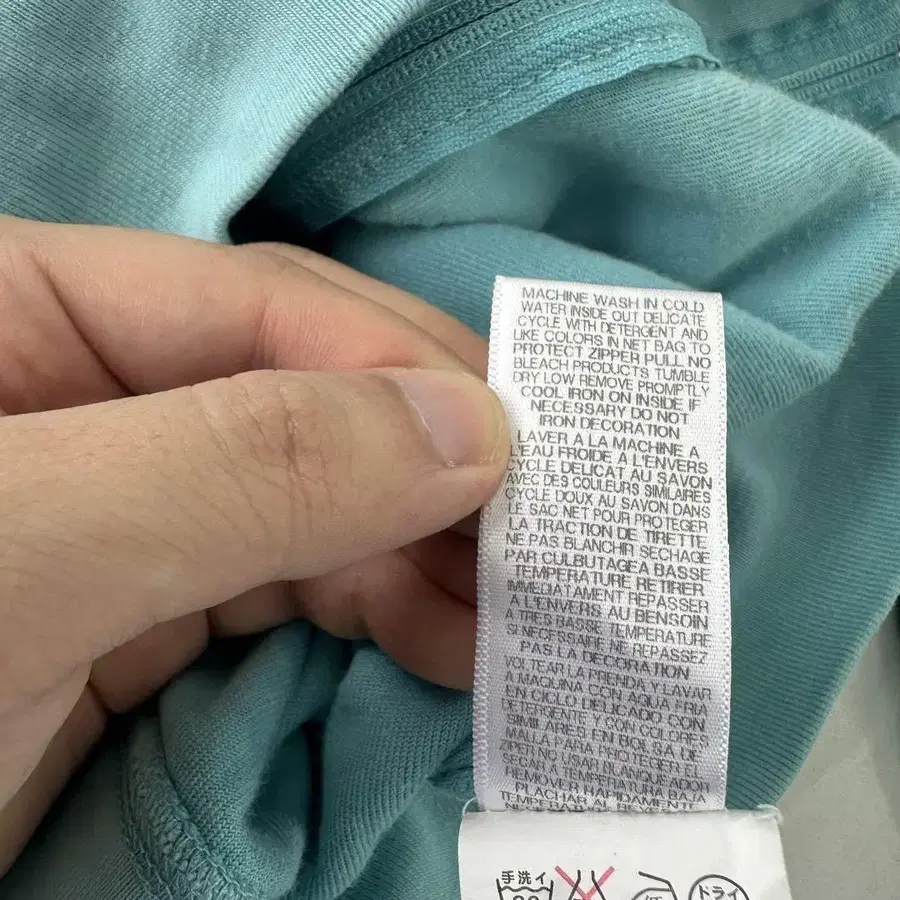 MACHINE WASH IN COLD
WATER INSIDE OUT DELICATE
CYCLE WITH DETERGENT AND
LIKE COLORS IN NET BAG TO
PROTECT ZIPPER PULL NO
BLEACH PRODUCTS TUMBLE
DRY LOW REMOVE PROMPTLY
COOL IRON ON INSIDE IF
NECESSARY DO NOT
IRON DECORATION
LAVER A LA MACHINE A
L'EAU FROIDE A L'ENVERS
CYCLE DELICAT AU SAVON
AVEC DES COULEURS SIMILAIRES
CYCLE DOUX AU SAVON DANS
LE SAC NET POUR PROTEGER
LA TRACTION DE TIRETTE
NE PAS BLANCHIR SECHAGE
PAR CULBUTAGE A BASSE
TEMPERATURE RETIRER
IMMEDIATAMENT REPASSER
A L'ENVERS AU BENSOIN
A TRES BASSE TEMPERATURE
SI NECESSAIRE NE REPASSEZ
PAS LA DECORATION
VOLTEAR LA PRENDA Y LAVAR
A MAQUINA CON AQUA FRIA
EN CICLO DELICADO CON
DETERGENTE Y CON COLORES
SIMILARIES EN BOLSA DE
MALLA PARA PROTEGER EL
ZIPER NO USAR BLANQUEADOR
SECAR A TEMPERATURA BAJA
REMOVER RAPIDAMENTE
PLACHAR AL REVES
手洗イ
ドライ